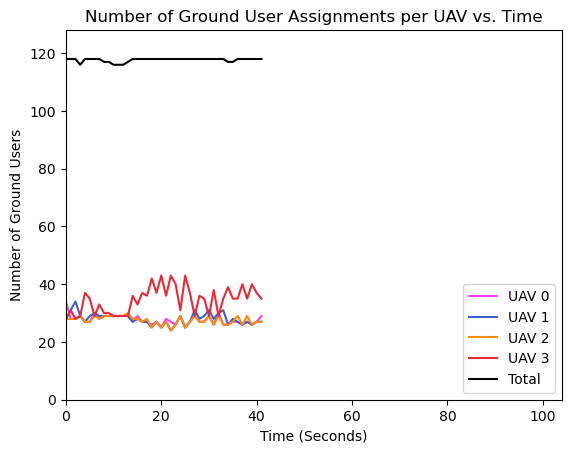 Number of Ground User Assignments per UAV vs. Time
Number of Ground Users
120
100
80
60
40
20
0
0 20 40 60 80 100
Time (Seconds)
UAV 0
UAV 1
UAV 2
UAV 3
Total